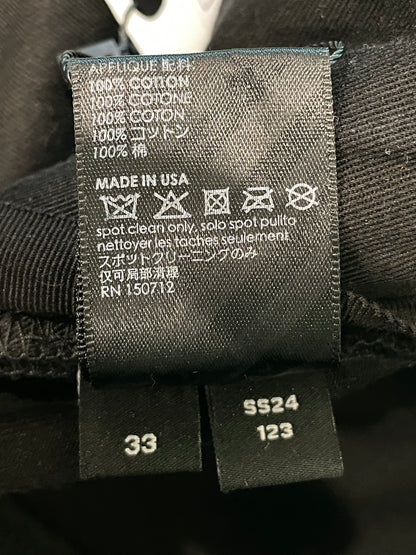 APPLIQUE 配料
100% COTTON
100% COTONE
100% COTON
100% コットン
100% 棉
MADE IN USA
spot clean only, solo spot pulito
nettoyer les taches seulement
スポットクリーニングのみ
仅可局部清理
RN 150712
33
SS24
123